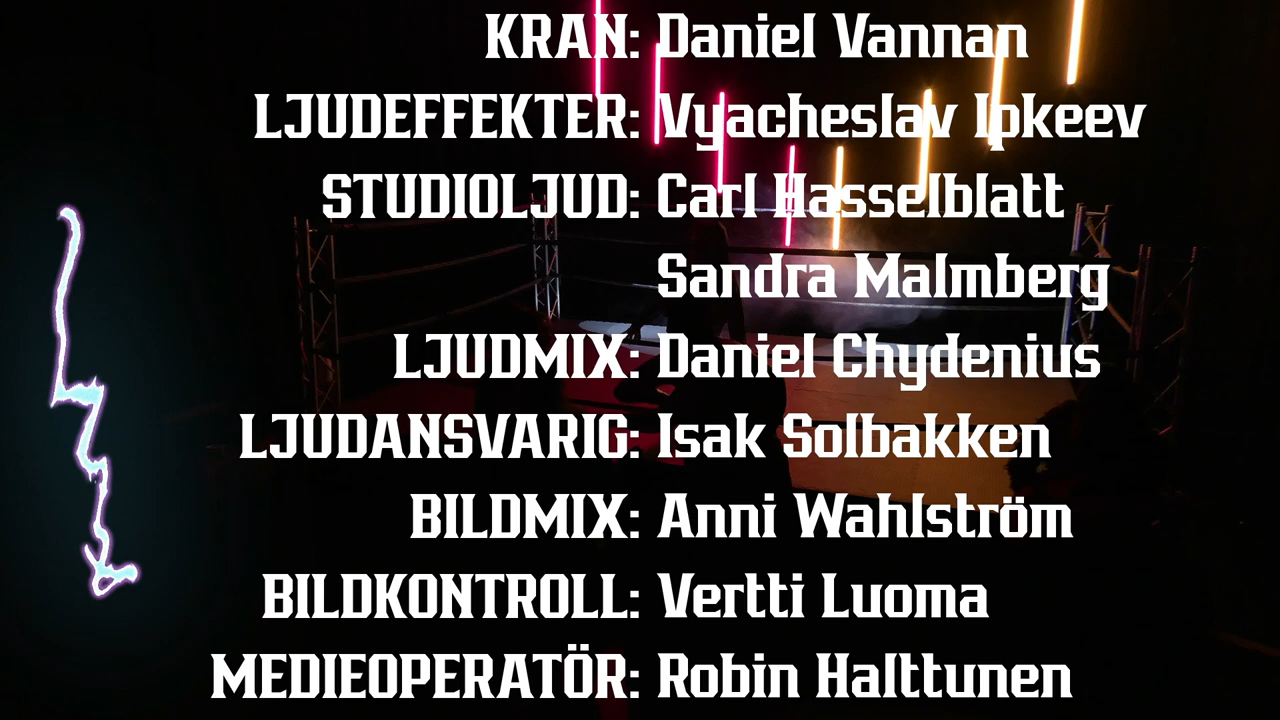 KRAN: Daniel Vannan
LJUDEFFEKTER: Vyacheslav Ipkeev
STUDIOLJUD: Carl Hasselblatt
Sandra Malmberg
LJUDMIX: Daniel Chydenius
LJUDANSVARIG: Isak Solbakken
BILDMIX: Anni Wahlström
BILDKONTROLL: Vertti Luoma
MEDIEOPERATÖR: Robin Halttunen